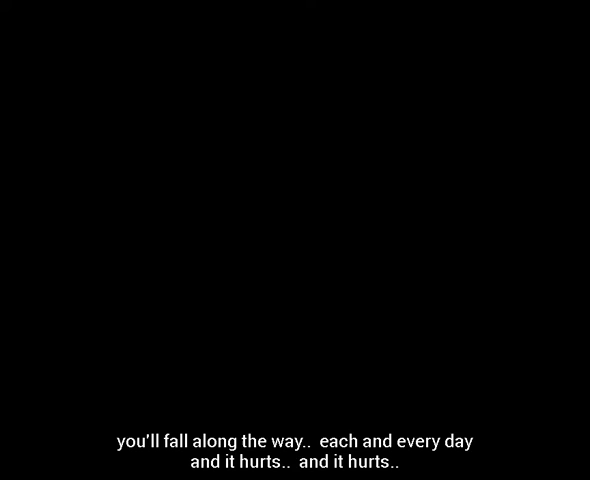 you'll fall along the way..  each and every day
and it hurts..  and it hurts..